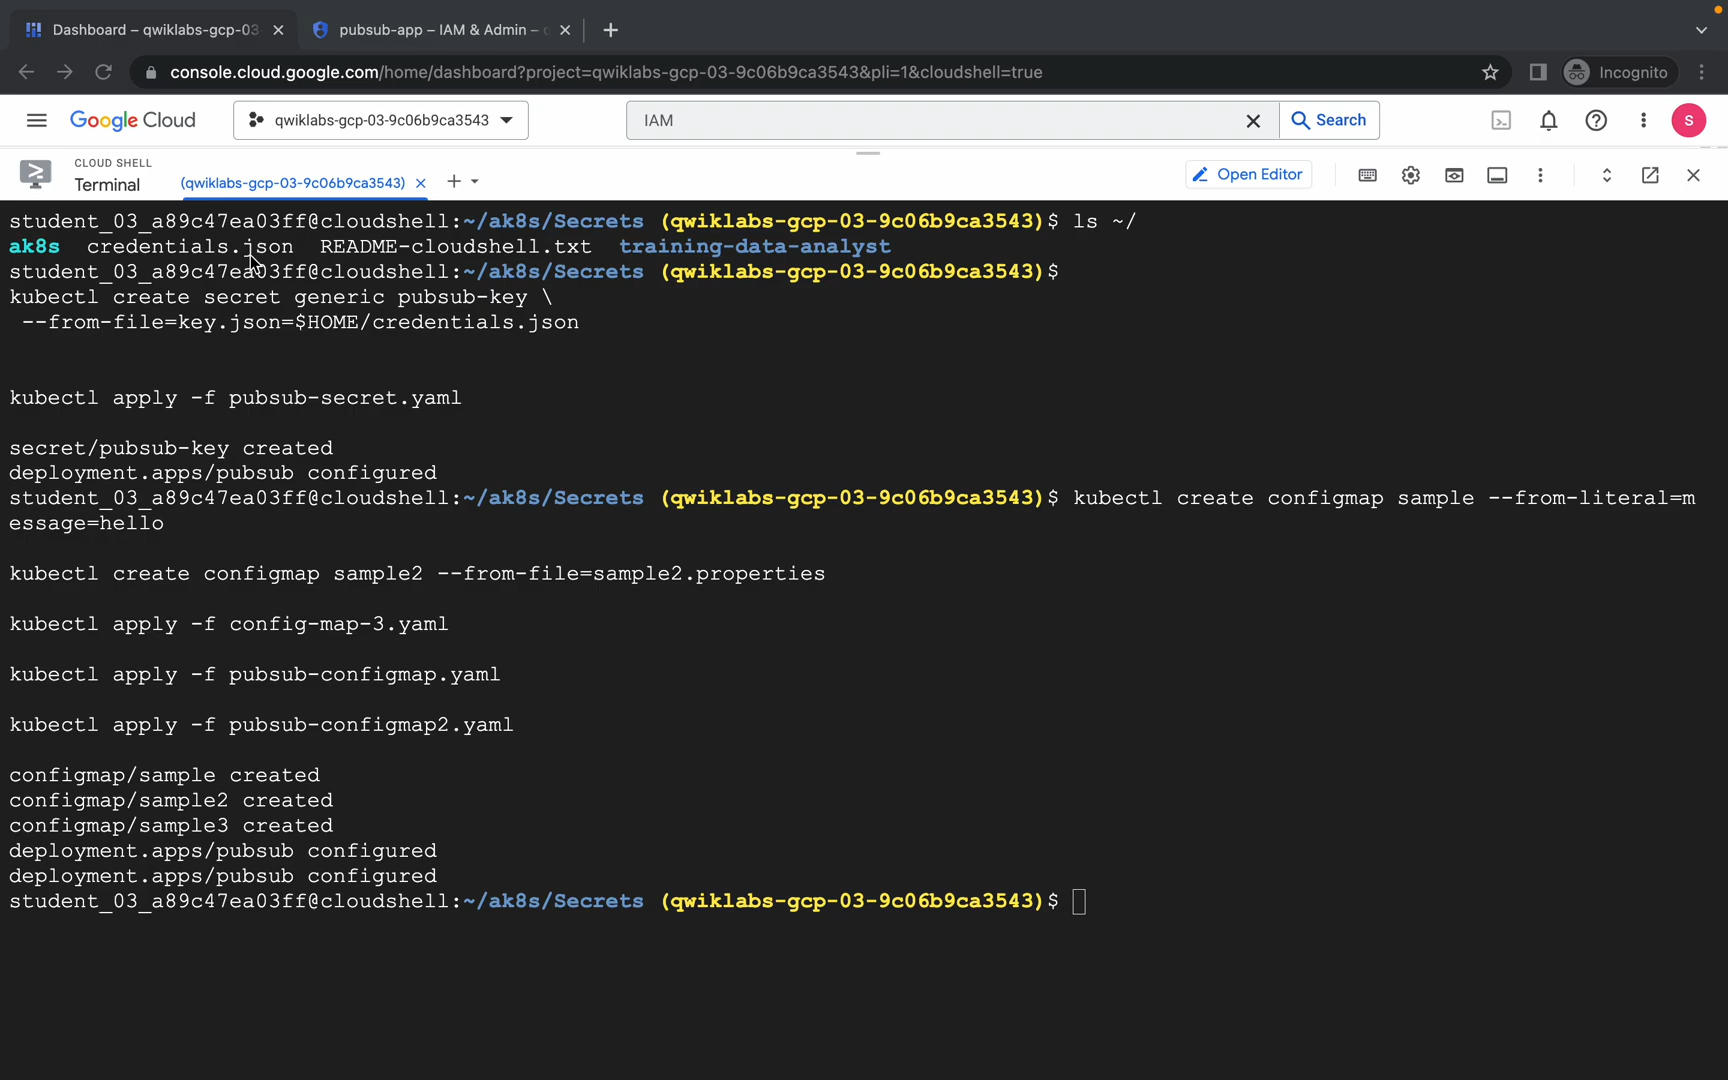 Dashboard – qwiklabs-gcp-03
pubsub-app – IAM & Admin –
console.cloud.google.com/home/dashboard?project=qwiklabs-gcp-03-9c06b9ca3543&pli=1&cloudshell=true
Incognito
Google Cloud
qwiklabs-gcp-03-9c06b9ca3543
IAM
Search
S
CLOUD SHELL
Terminal
(qwiklabs-gcp-03-9c06b9ca3543)
Open Editor
student_03_a89c47ea03ff@cloudshell:~/ak8s/Secrets (qwiklabs-gcp-03-9c06b9ca3543)$ ls ~/
ak8s credentials.json README-cloudshell.txt training-data-analyst
student_03_a89c47ea03ff@cloudshell:~/ak8s/Secrets (qwiklabs-gcp-03-9c06b9ca3543)$
kubectl create secret generic pubsub-key \
--from-file=key.json=$HOME/credentials.json
kubectl apply -f pubsub-secret.yaml
secret/pubsub-key created
deployment.apps/pubsub configured
student_03_a89c47ea03ff@cloudshell:~/ak8s/Secrets (qwiklabs-gcp-03-9c06b9ca3543)$ kubectl create configmap sample --from-literal=m
essage=hello
kubectl create configmap sample2 --from-file=sample2.properties
kubectl apply -f config-map-3.yaml
kubectl apply -f pubsub-configmap.yaml
kubectl apply -f pubsub-configmap2.yaml
configmap/sample created
configmap/sample2 created
configmap/sample3 created
deployment.apps/pubsub configured
deployment.apps/pubsub configured
student_03_a89c47ea03ff@cloudshell:~/ak8s/Secrets (qwiklabs-gcp-03-9c06b9ca3543)$